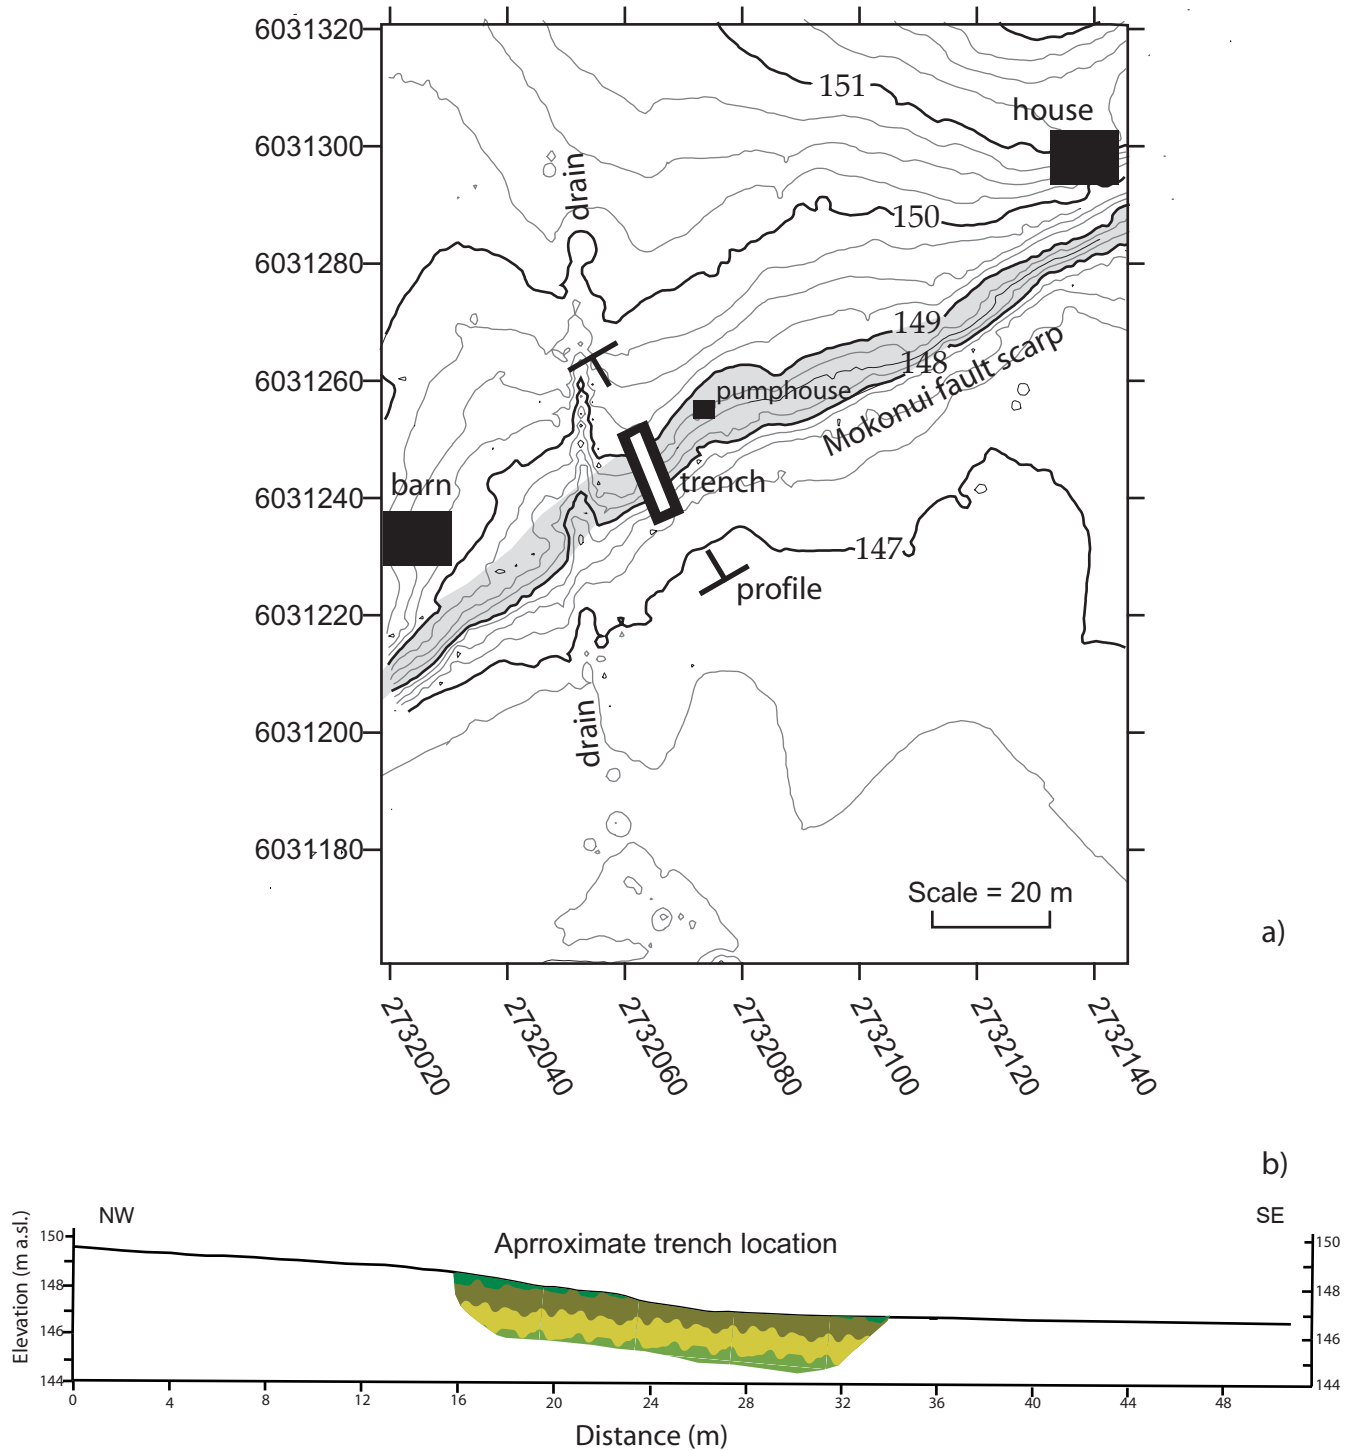 6031320
151
house
6031300
drain
150
6031280
149
148
6031260
pumphouse
Mokonui fault scarp
barn
trench
6031240
147
profile
6031220
6031200
drain
6031180
Scale = 20 m
a)
2732020
2732040
2732060
2732080
2732100
2732120
2732140
b)
NW
SE
Elevation (m a.sl.)
Aprroximate trench location
150
148
146
144
150
148
146
144
0
4
8
12
16
20
24
28
32
36
40
44
48
Distance (m)